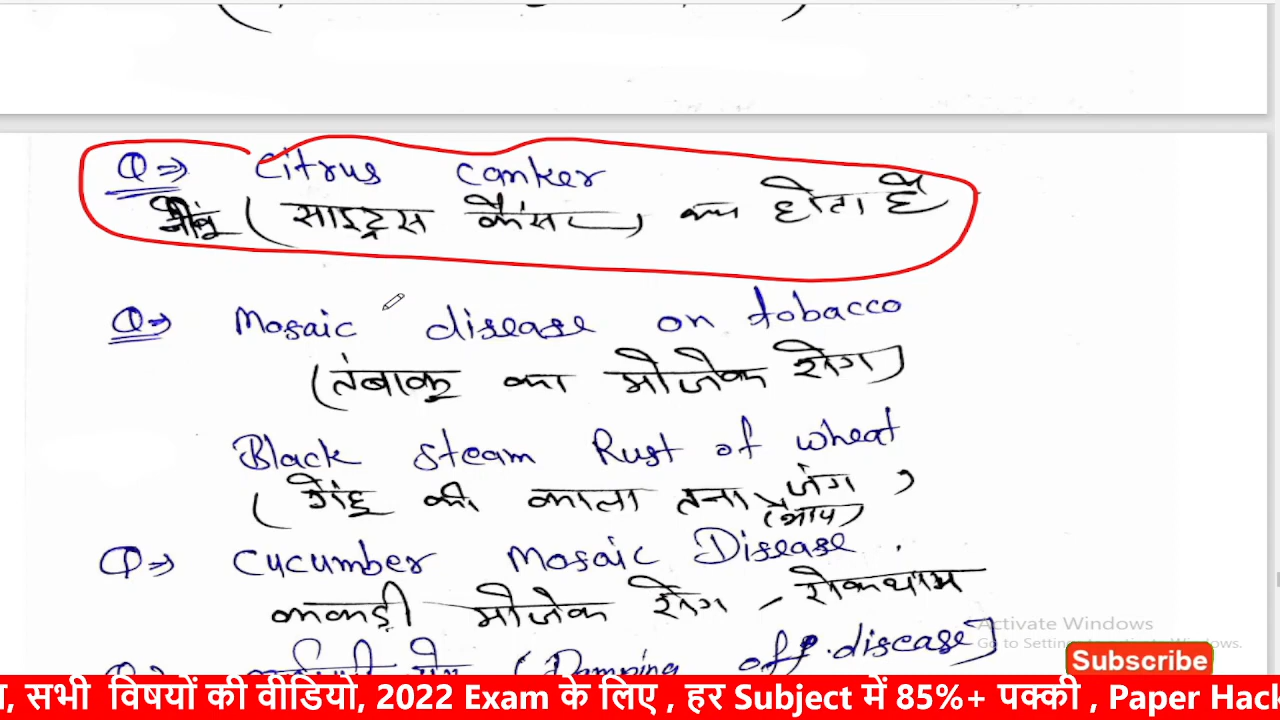 Q⇒ Citrus canker
नींबू (साइट्रस कैंसर) क्या होता है
Q⇒ Mosaic disease on tobacco
(तंबाकू का मोजेक रोग)
Black steam Rust of wheat
(गेंहू की काला तना जंग)
(भाप)
Q⇒ Cucumber Mosaic Disease.
ककड़ी मोजेक रोग - रोकथाम
(Damping off. disease)
Activate Windows
Go to Settings to activate Windows.
Subscribe
सभी विषयों की वीडियो, 2022 Exam के लिए , हर Subject में 85%+ पक्की , Paper Hack